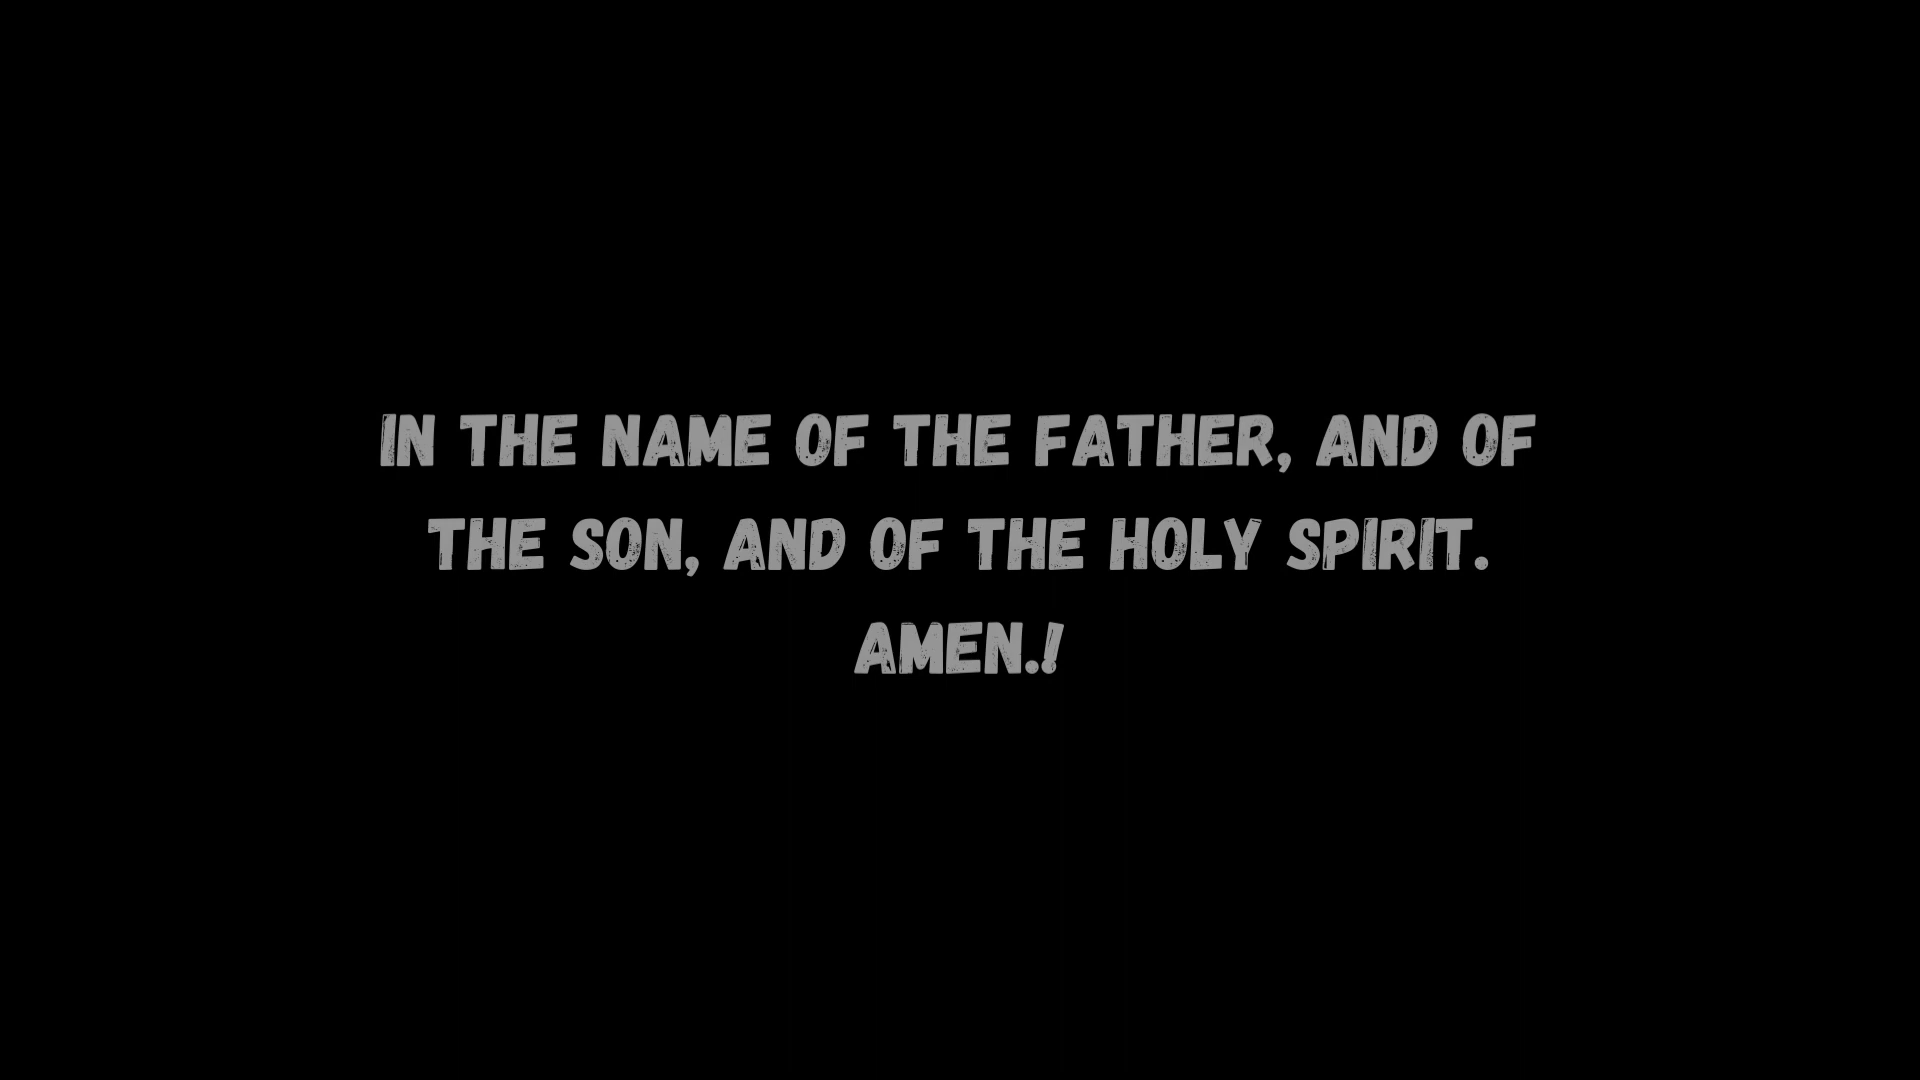 IN THE NAME OF THE FATHER, AND OF
THE SON, AND OF THE HOLY SPIRIT.
AMEN.!